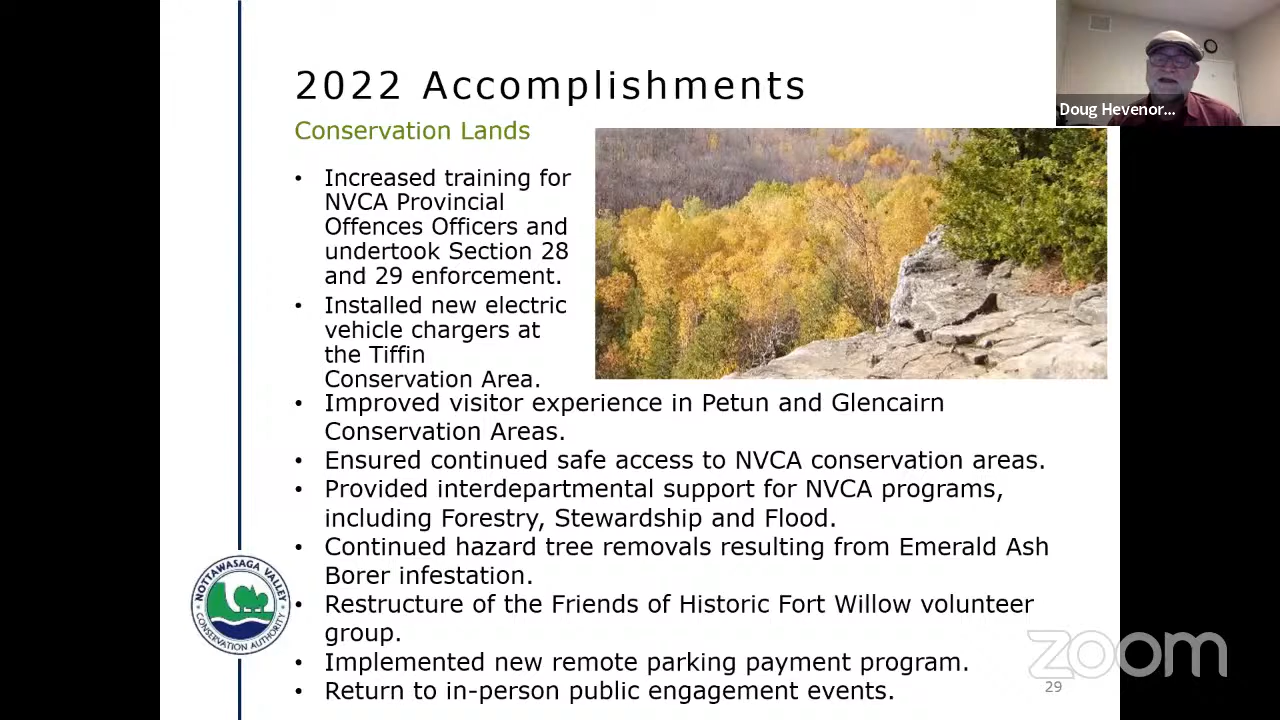 2022 Accomplishments
Doug Hevenor...
Conservation Lands
• Increased training for
NVCA Provincial
Offences Officers and
undertook Section 28
and 29 enforcement.
• Installed new electric
vehicle chargers at
the Tiffin
Conservation Area.
• Improved visitor experience in Petun and Glencairn
Conservation Areas.
• Ensured continued safe access to NVCA conservation areas.
• Provided interdepartmental support for NVCA programs,
including Forestry, Stewardship and Flood.
• Continued hazard tree removals resulting from Emerald Ash
Borer infestation.
• Restructure of the Friends of Historic Fort Willow volunteer
group.
• Implemented new remote parking payment program.
• Return to in-person public engagement events.
NOTTAWASAGA VALLEY
CONSERVATION AUTHORITY
zoom
29